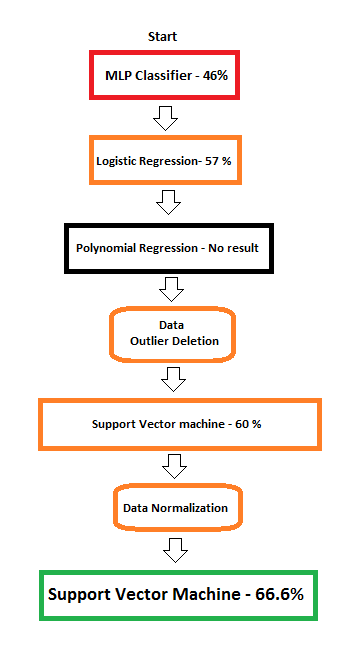 Start
MLP Classifier - 46%
Logistic Regression- 57 %
Polynomial Regression - No result
Data
Outlier Deletion
Support Vector machine - 60 %
Data Normalization
Support Vector Machine - 66.6%